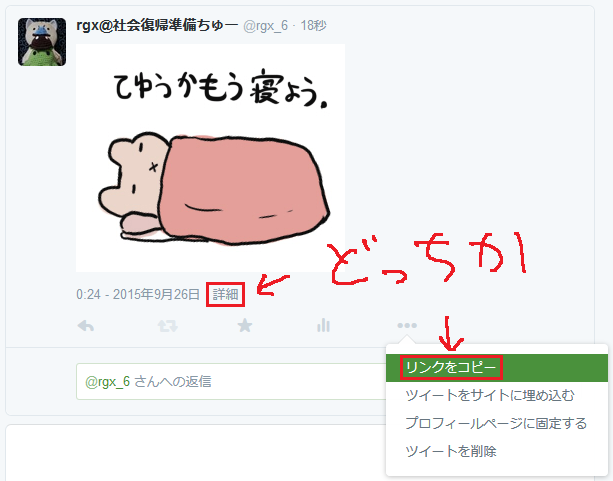 rgx@社会復帰準備ちゅー @rgx_6 · 18秒
てゆうかもう寝よう.
どっちか
0:24 - 2015年9月26日 詳細
リンクをコピー
@rgx_6 さんへの返信
ツイートをサイトに埋め込む
プロフィールページに固定する
ツイートを削除